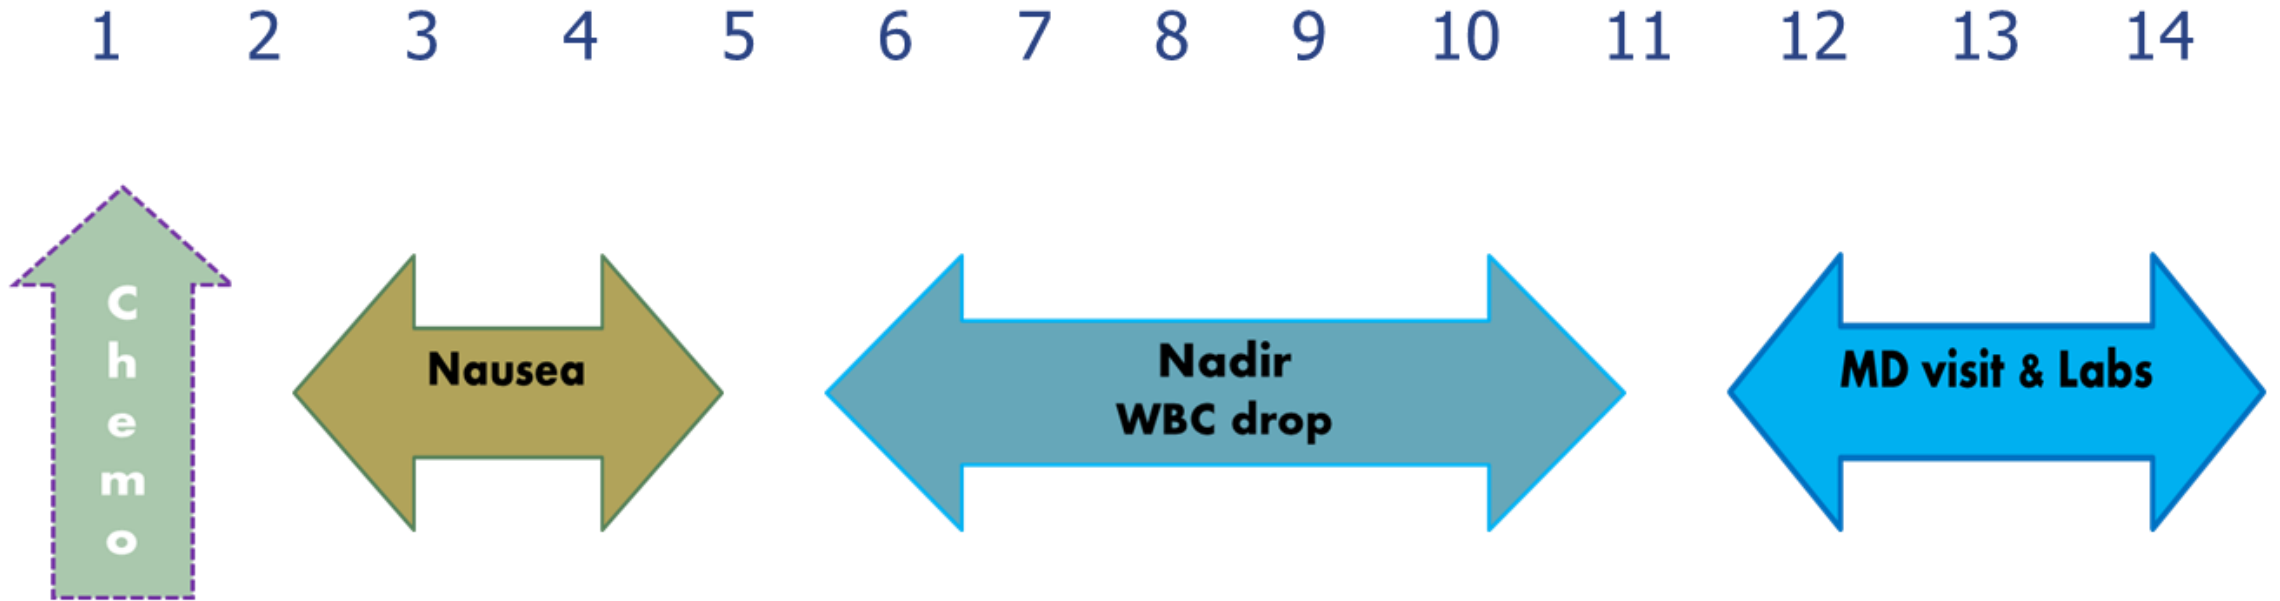 1 2 3 4 5 6 7 8 9 10 11 12 13 14
Chemo
Nausea
Nadir
WBC drop
MD visit & Labs